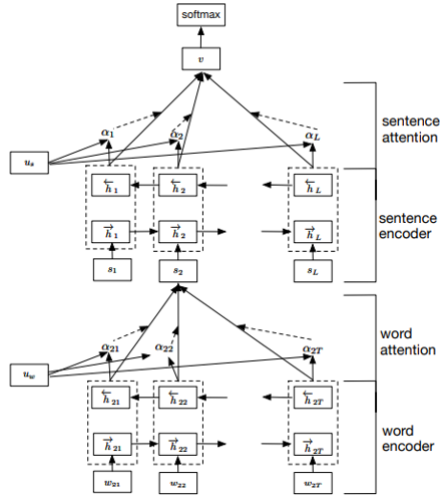 softmax
v
α1 α2 αL
sentence
attention
us
←h 1 ←h 2 ←h L
→h 1 →h 2 →h L
sentence
encoder
s1 s2 sL
α21 α22 α2T
word
attention
uw
←h 21 ←h 22 ←h 2T
→h 21 →h 22 →h 2T
word
encoder
w21 w22 w2T